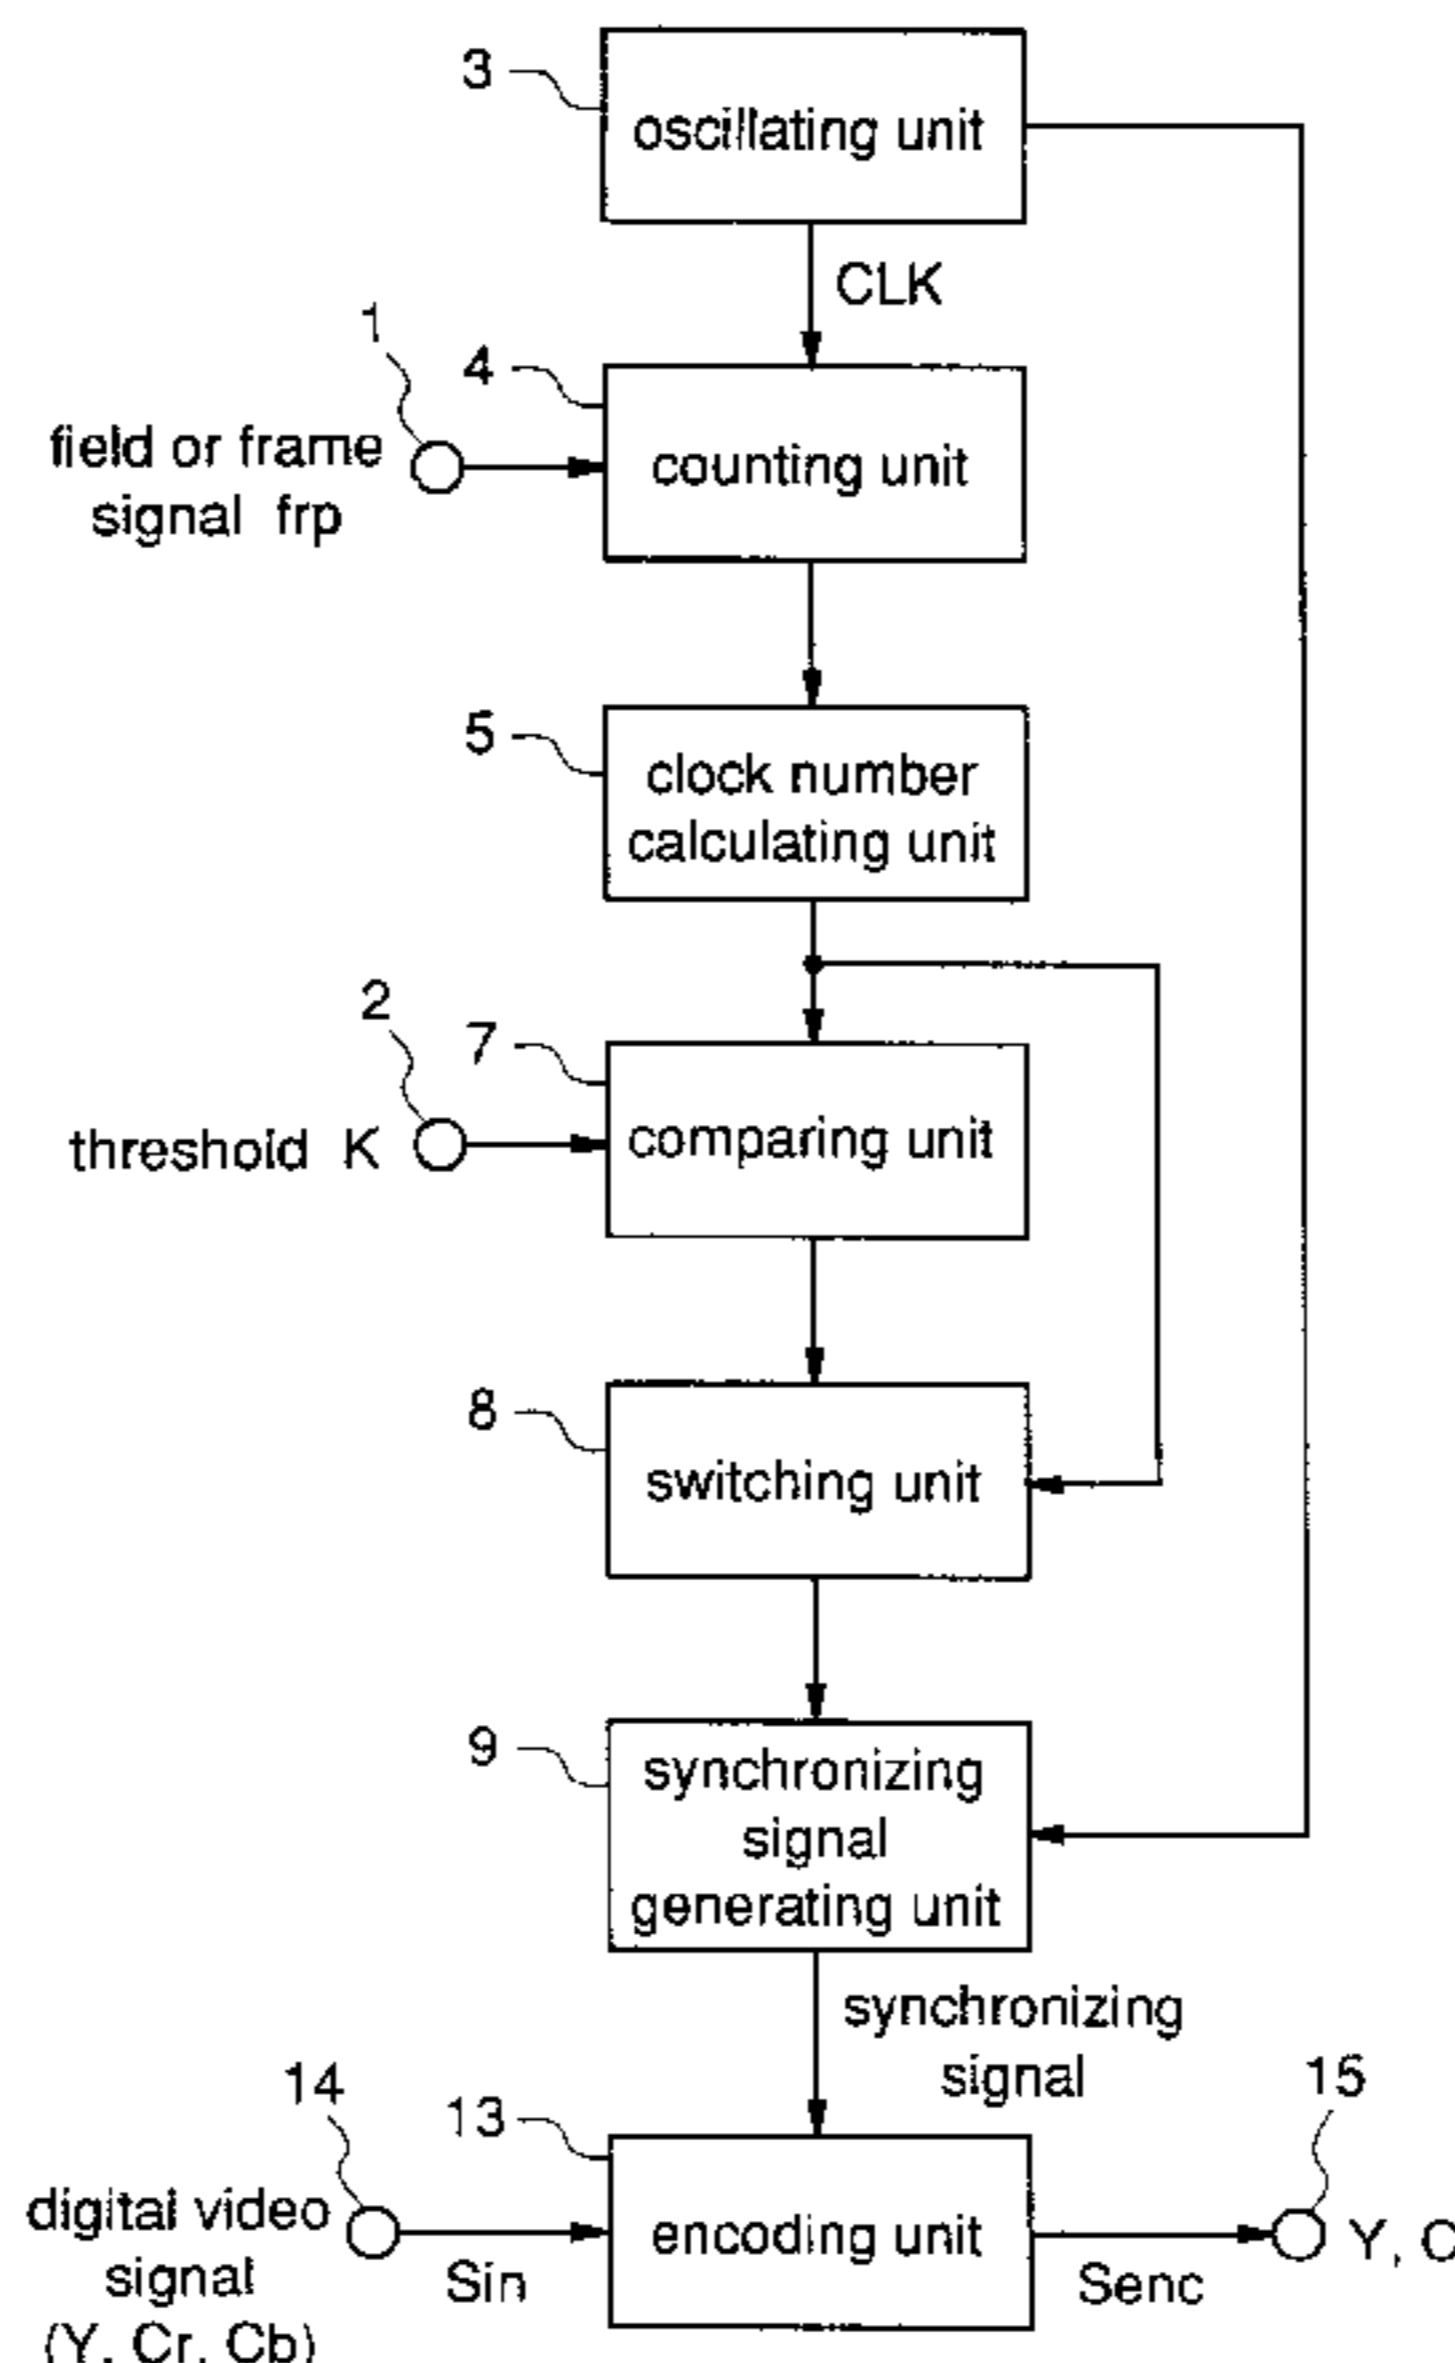 3
oscillating unit
CLK
1
4
field or frame
signal frp
counting unit
5
clock number
calculating unit
2
7
threshold K
comparing unit
8
switching unit
9
synchronizing
signal
generating unit
synchronizing
signal
14
13
15
digital video
signal
(Y, Cr, Cb)
Sin
encoding unit
Senc
Y, C